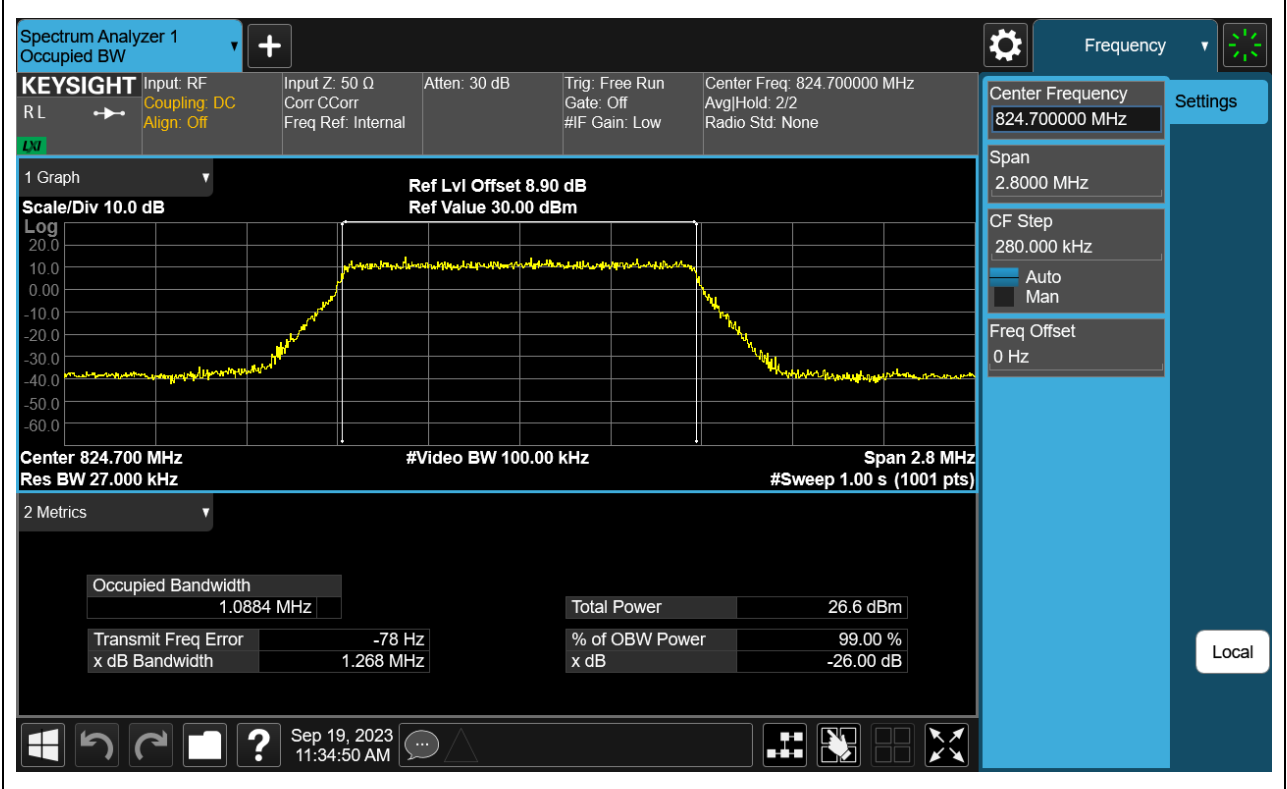 Spectrum Analyzer 1
Occupied BW
Frequency
KEYSIGHT
R L
LXI
Input: RF
Coupling: DC
Align: Off
Input Z: 50 Ω
Corr CCorr
Freq Ref: Internal
Atten: 30 dB
Trig: Free Run
Gate: Off
#IF Gain: Low
Center Freq: 824.700000 MHz
Avg|Hold: 2/2
Radio Std: None
Center Frequency
824.700000 MHz
Settings
Span
2.8000 MHz
CF Step
280.000 kHz
Auto
Man
Freq Offset
0 Hz
Local
1 Graph
Scale/Div 10.0 dB
Ref Lvl Offset 8.90 dB
Ref Value 30.00 dBm
Log
20.0
10.0
0.00
-10.0
-20.0
-30.0
-40.0
-50.0
-60.0
Center 824.700 MHz
#Video BW 100.00 kHz
Span 2.8 MHz
Res BW 27.000 kHz
#Sweep 1.00 s (1001 pts)
2 Metrics
Occupied Bandwidth
1.0884 MHz
Total Power 26.6 dBm
Transmit Freq Error -78 Hz
% of OBW Power 99.00 %
x dB Bandwidth 1.268 MHz
x dB -26.00 dB
?
Sep 19, 2023
11:34:50 AM